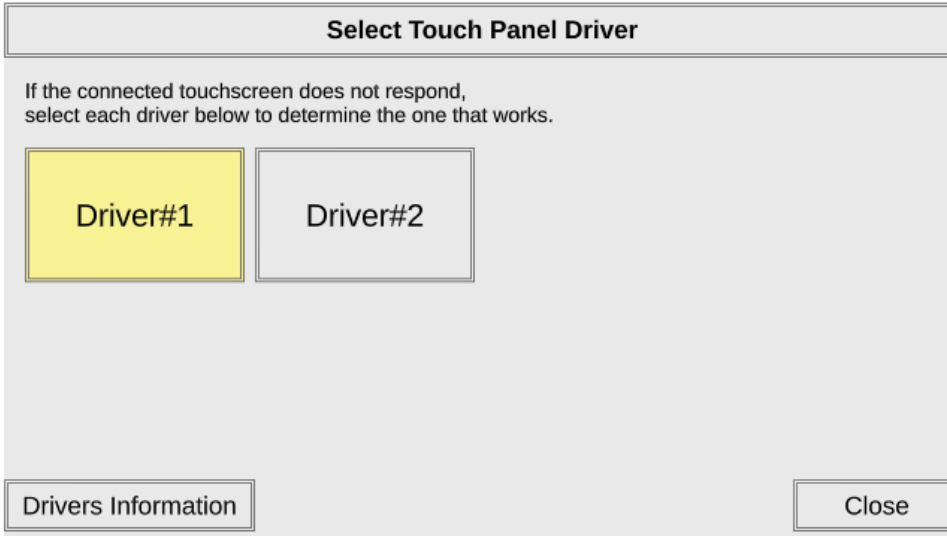 Select Touch Panel Driver
If the connected touchscreen does not respond,
select each driver below to determine the one that works.
Driver#1
Driver#2
Drivers Information
Close